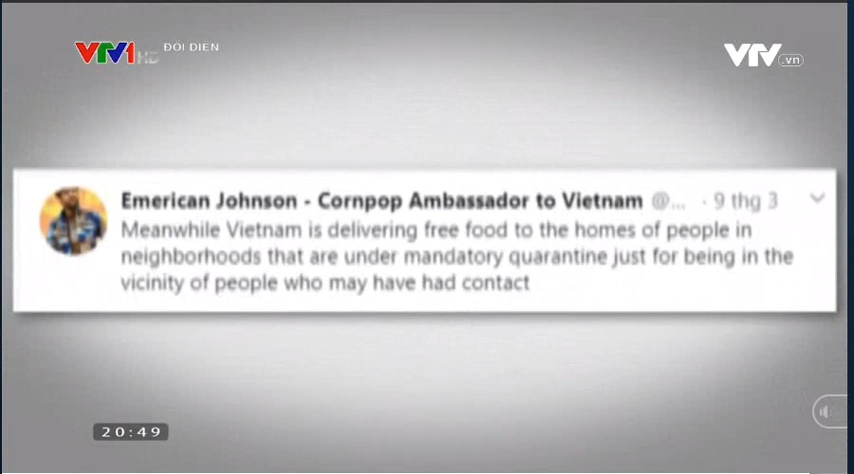 VTV1 HD ĐỐI DIỆN
VTV.vn
Emerican Johnson - Cornpop Ambassador to Vietnam @... · 9 thg 3
Meanwhile Vietnam is delivering free food to the homes of people in
neighborhoods that are under mandatory quarantine just for being in the
vicinity of people who may have had contact
20:49